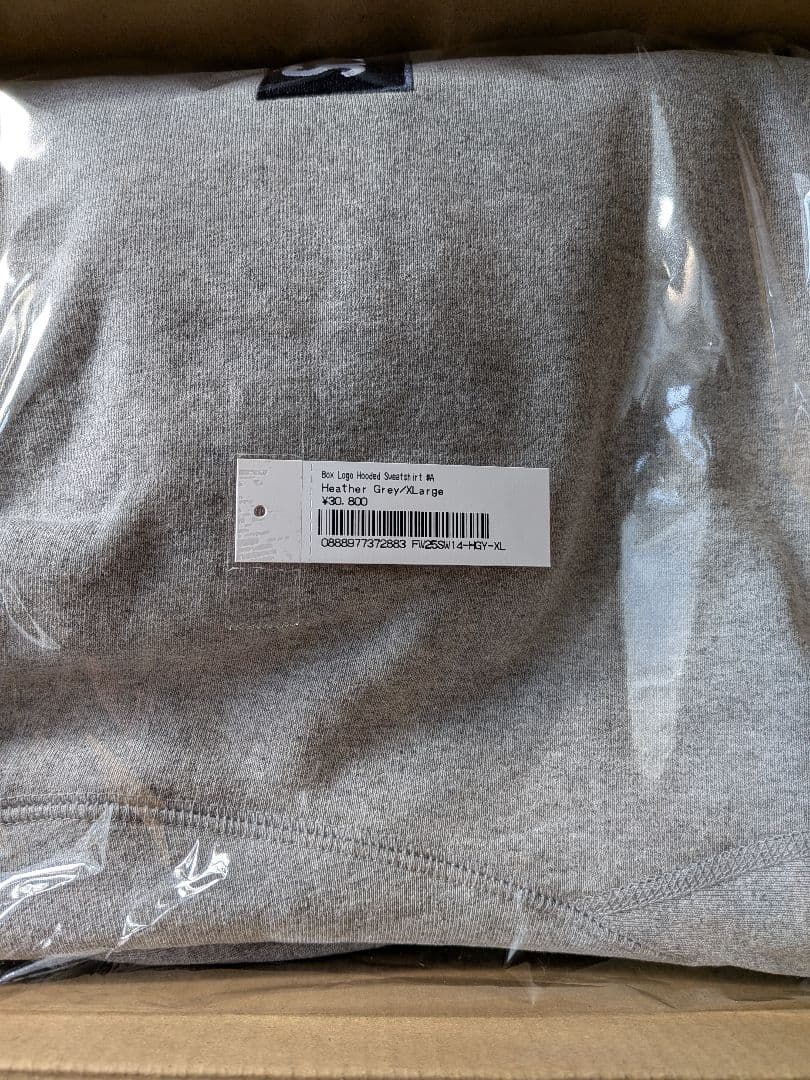 Box Logo Hooded Sweatshirt #A
Heather Grey/XLarge
¥30,800
0888977372883 FW25SW14-HGY-XL